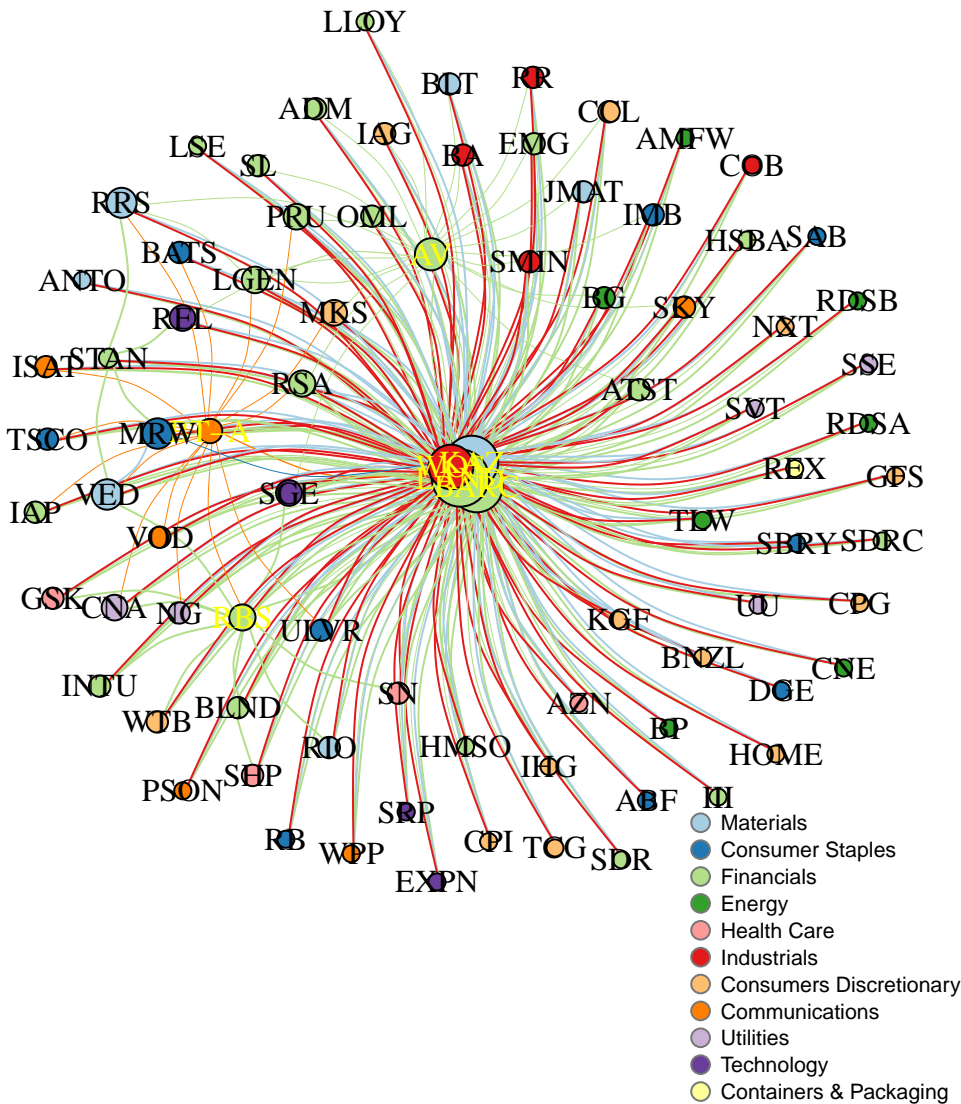 LLOY
BLT
RR
ADM
IAG
CCL
LSE
SL
BA
EMG
AMFW
COB
RRS
PRU
OML
JMAT
IMB
BATS
AV
SMIN
HSBA
SAB
ANTO
LGEN
REL
MKS
BG
SKY
NXT
RDSB
ISAT
STAN
RSA
ATST
SSE
TSCO
MRW
SVT
RDSA
VED
SGE
BARC
REX
GFS
IAP
VOD
TLW
SBRY
SDRC
GSK
CNA
NG
RBS
ULVR
KGF
UU
CPG
INTU
WTB
BLND
SN
AZN
BNZL
DGE
CNE
RIO
HMSO
BP
HOME
PSON
SHP
IHG
ABF
III
RB
WPP
SRP
CPI
TCG
SDR
EXPN
Materials
Consumer Staples
Financials
Energy
Health Care
Industrials
Consumers Discretionary
Communications
Utilities
Technology
Containers & Packaging